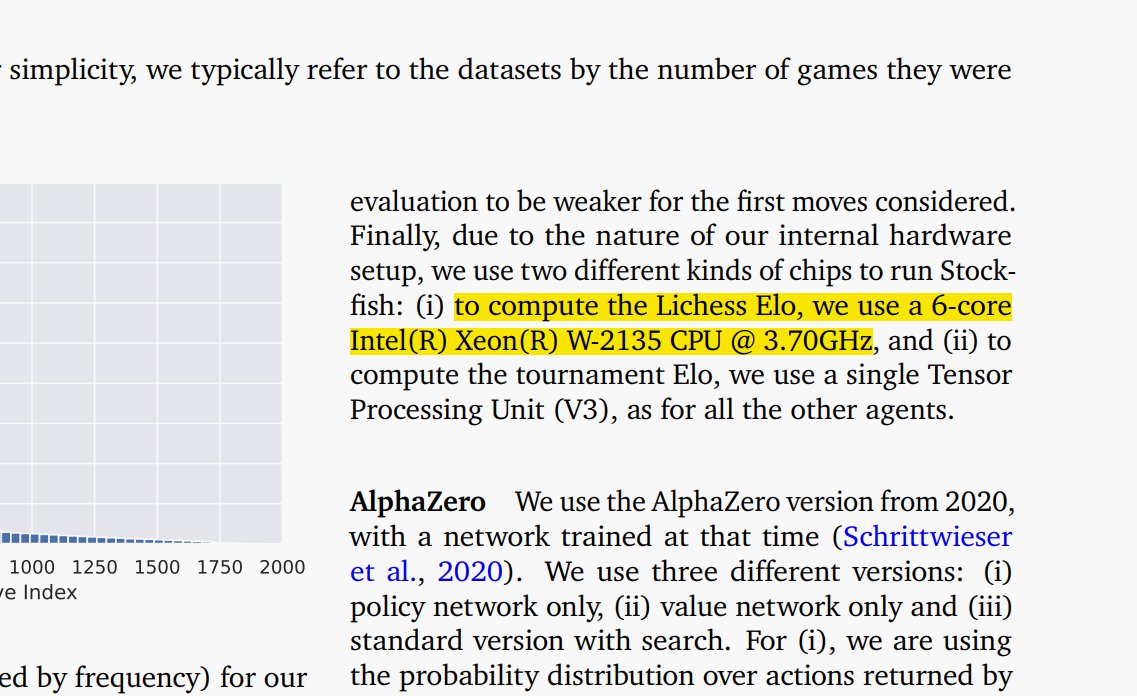 simplicity, we typically refer to the datasets by the number of games they were
evaluation to be weaker for the first moves considered.
Finally, due to the nature of our internal hardware
setup, we use two different kinds of chips to run Stock-
fish: (i) to compute the Lichess Elo, we use a 6-core
Intel(R) Xeon(R) W-2135 CPU @ 3.70GHz, and (ii) to
compute the tournament Elo, we use a single Tensor
Processing Unit (V3), as for all the other agents.
AlphaZero We use the AlphaZero version from 2020,
with a network trained at that time (Schrittwieser
et al., 2020). We use three different versions: (i)
policy network only, (ii) value network only and (iii)
standard version with search. For (i), we are using
the probability distribution over actions returned by
1000 1250 1500 1750 2000
Index
by frequency) for our